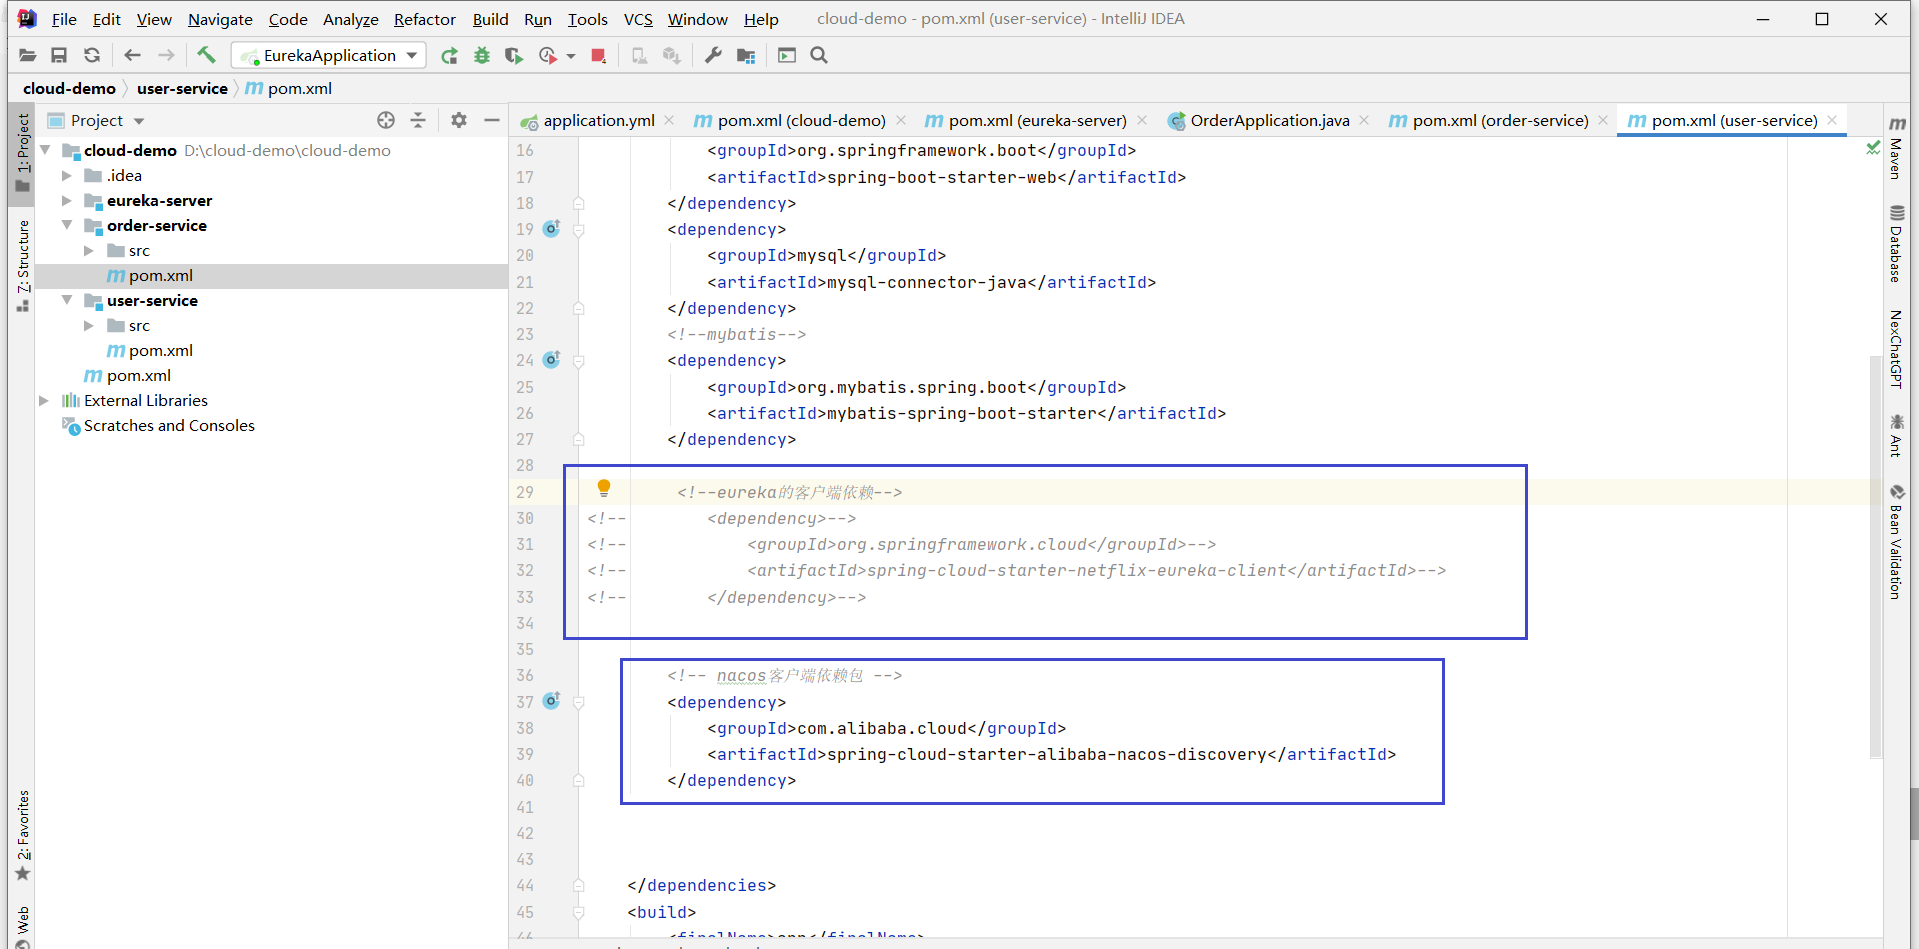 File Edit View Navigate Code Analyze Refactor Build Run Tools VCS Window Help cloud-demo - pom.xml (user-service) - IntelliJ IDEA
EurekaApplication
cloud-demo user-service m pom.xml
Project
application.yml m pom.xml (cloud-demo) m pom.xml (eureka-server) OrderApplication.java m pom.xml (order-service) m pom.xml (user-service)
1: Project
7: Structure
2: Favorites
Web
cloud-demo D:\cloud-demo\cloud-demo
.idea
eureka-server
order-service
src
m pom.xml
user-service
src
m pom.xml
m pom.xml
External Libraries
Scratches and Consoles
16 <groupId>org.springframework.boot</groupId>
17 <artifactId>spring-boot-starter-web</artifactId>
18 </dependency>
19 <dependency>
20 <groupId>mysql</groupId>
21 <artifactId>mysql-connector-java</artifactId>
22 </dependency>
23 <!--mybatis-->
24 <dependency>
25 <groupId>org.mybatis.spring.boot</groupId>
26 <artifactId>mybatis-spring-boot-starter</artifactId>
27 </dependency>
28
29 <!--eureka的客户端依赖-->
30 <!-- <dependency>-->
31 <!-- <groupId>org.springframework.cloud</groupId>-->
32 <!-- <artifactId>spring-cloud-starter-netflix-eureka-client</artifactId>-->
33 <!-- </dependency>-->
34
35
36 <!-- nacos客户端依赖包 -->
37 <dependency>
38 <groupId>com.alibaba.cloud</groupId>
39 <artifactId>spring-cloud-starter-alibaba-nacos-discovery</artifactId>
40 </dependency>
41
42
43
44 </dependencies>
45 <build>
46 <finalName>app</finalName>
m Maven
Database
NexChatGPT
Ant
Bean Validation